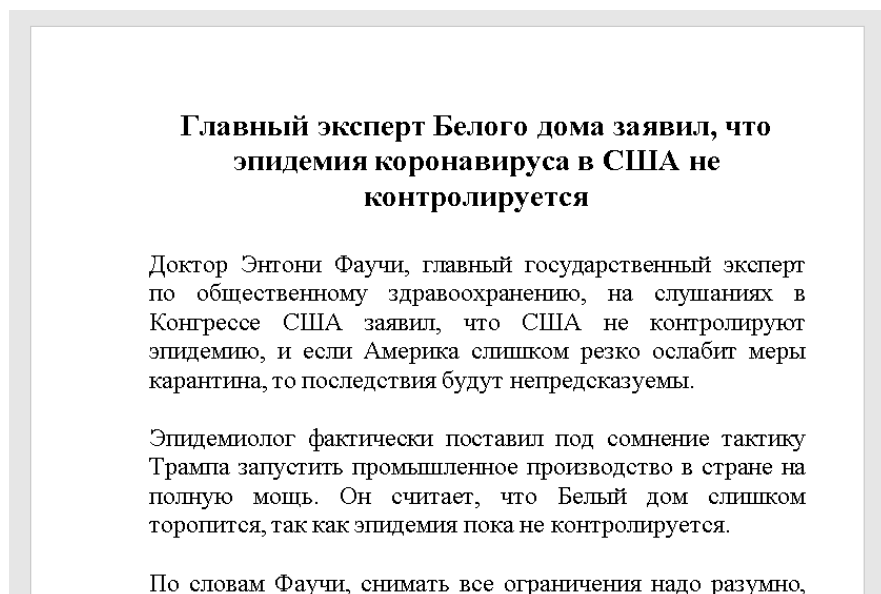 Главный эксперт Белого дома заявил, что
эпидемия коронавируса в США не
контролируется
Доктор Энтони Фаучи, главный государственный эксперт
по общественному здравоохранению, на слушаниях в
Конгрессе США заявил, что США не контролируют
эпидемию, и если Америка слишком резко ослабит меры
карантина, то последствия будут непредсказуемы.
Эпидемиолог фактически поставил под сомнение тактику
Трампа запустить промышленное производство в стране на
полную мощь. Он считает, что Белый дом слишком
торопится, так как эпидемия пока не контролируется.
По словам Фаучи, снимать все ограничения надо разумно,